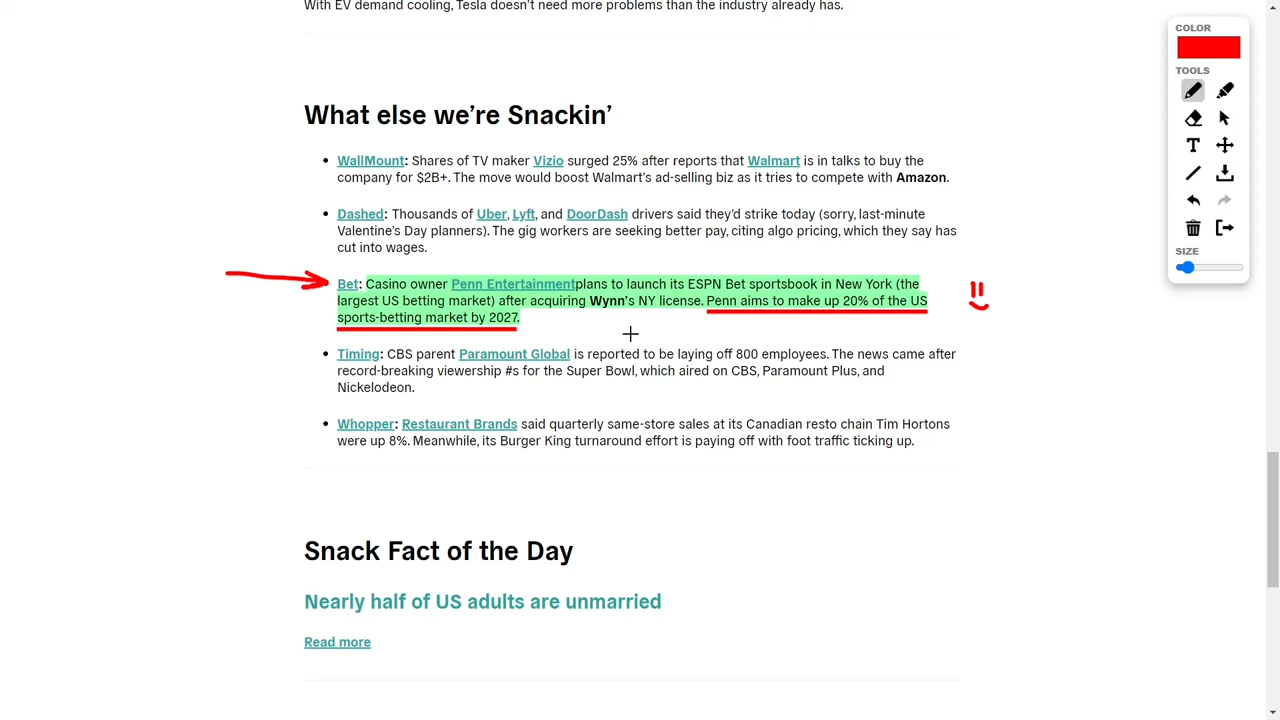 With EV demand cooling, Tesla doesn't need more problems than the industry already has.
What else we're Snackin'
WallMount: Shares of TV maker Vizio surged 25% after reports that Walmart is in talks to buy the
company for $2B+. The move would boost Walmart's ad-selling biz as it tries to compete with Amazon.
Dashed: Thousands of Uber, Lyft, and DoorDash drivers said they'd strike today (sorry, last-minute
Valentine's Day planners). The gig workers are seeking better pay, citing algo pricing, which they say has
cut into wages.
Bet: Casino owner Penn Entertainmentplans to launch its ESPN Bet sportsbook in New York (the
largest US betting market) after acquiring Wynn's NY license. Penn aims to make up 20% of the US
sports-betting market by 2027.
Timing: CBS parent Paramount Global is reported to be laying off 800 employees. The news came after
record-breaking viewership #s for the Super Bowl, which aired on CBS, Paramount Plus, and
Nickelodeon.
Whopper: Restaurant Brands said quarterly same-store sales at its Canadian resto chain Tim Hortons
were up 8%. Meanwhile, its Burger King turnaround effort is paying off with foot traffic ticking up.
Snack Fact of the Day
Nearly half of US adults are unmarried
Read more
COLOR
TOOLS
T
SIZE